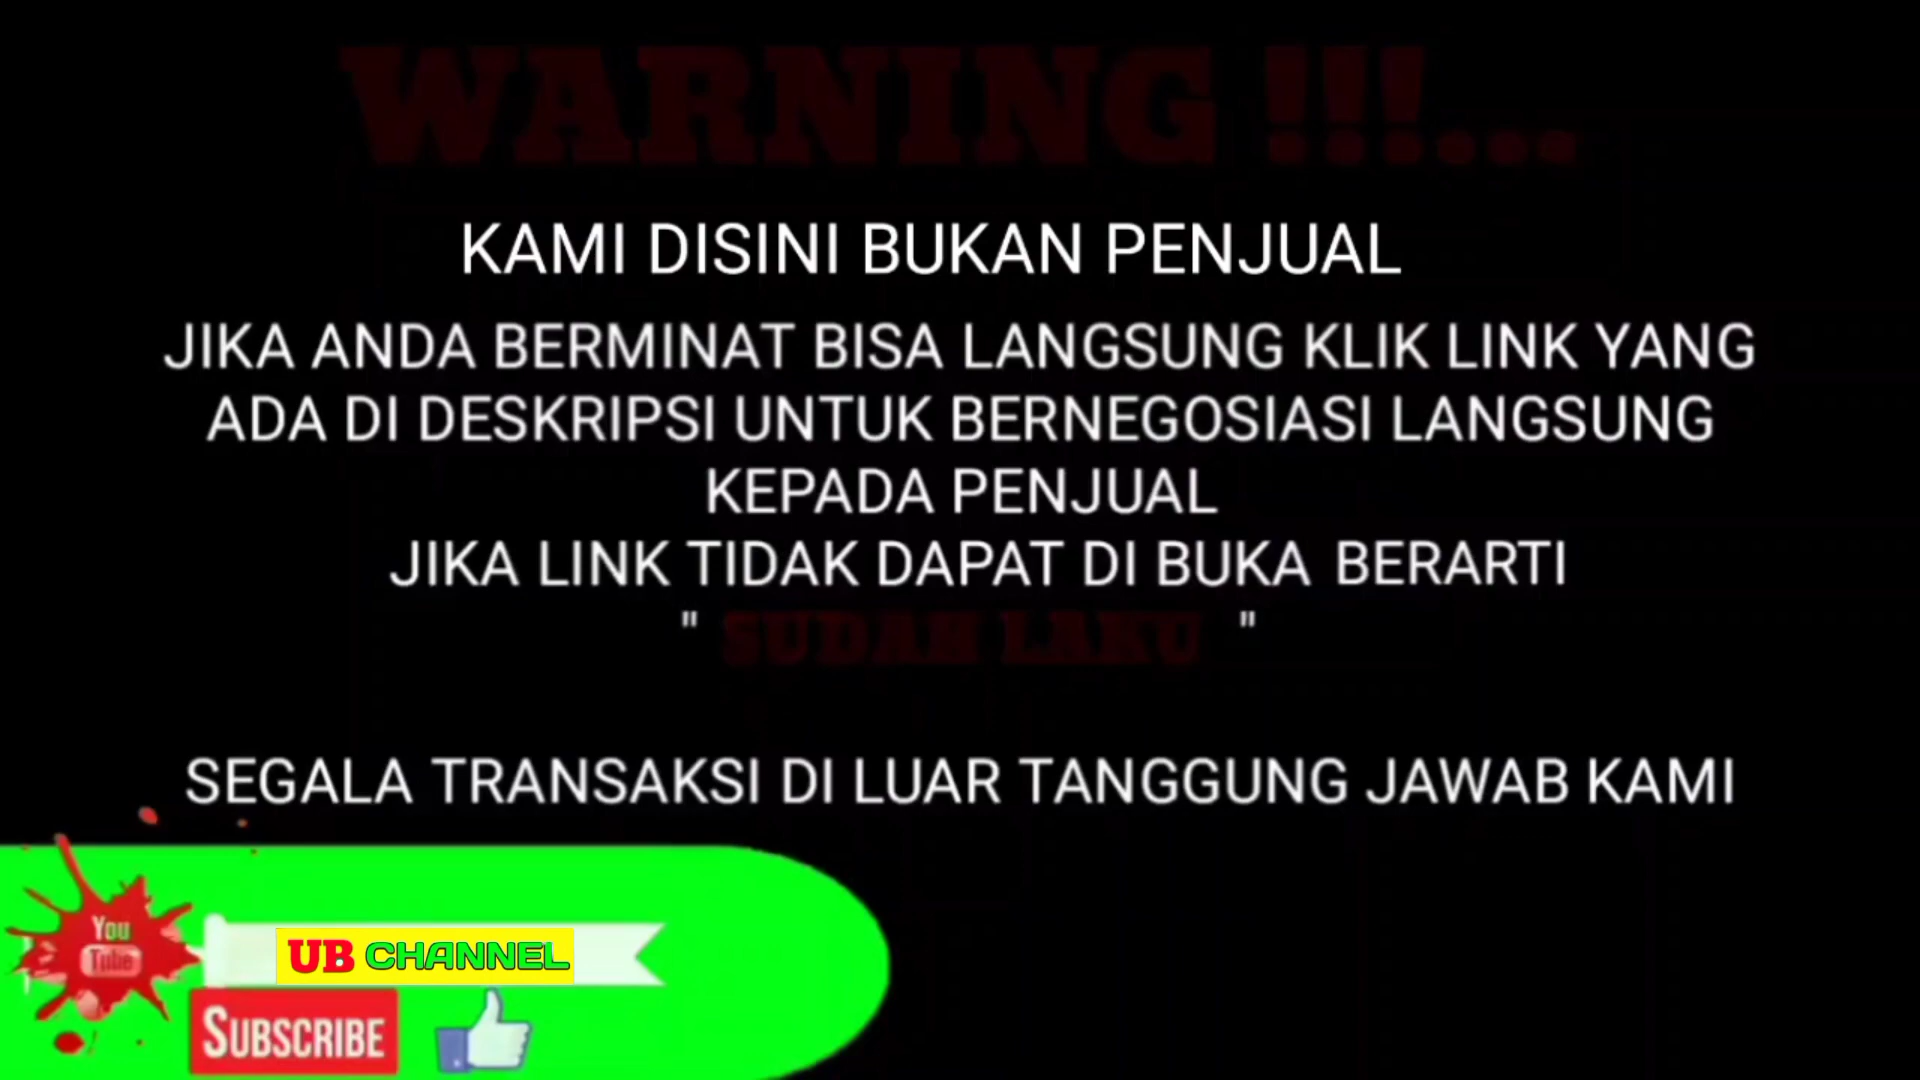 WARNING !!!...
KAMI DISINI BUKAN PENJUAL
JIKA ANDA BERMINAT BISA LANGSUNG KLIK LINK YANG
ADA DI DESKRIPSI UNTUK BERNEGOSIASI LANGSUNG
KEPADA PENJUAL
JIKA LINK TIDAK DAPAT DI BUKA BERARTI
" SUDAH LAKU "
SEGALA TRANSAKSI DI LUAR TANGGUNG JAWAB KAMI
You
Tube
UB CHANNEL
SUBSCRIBE